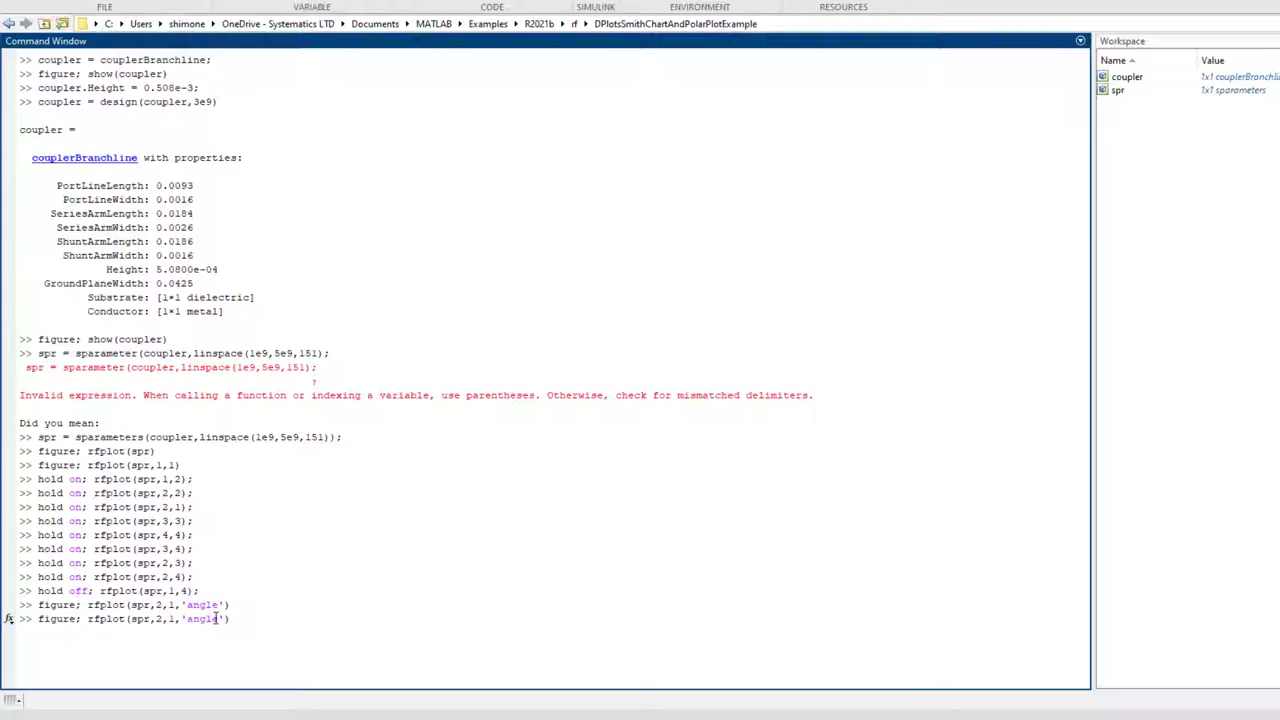 FILE VARIABLE CODE SIMULINK ENVIRONMENT RESOURCES
C: › Users › shimone › OneDrive - Systematics LTD › Documents › MATLAB › Examples › R2021b › rf › DPlotsSmithChartAndPolarPlotExample
Command Window
>> coupler = couplerBranchline;
>> figure; show(coupler)
>> coupler.Height = 0.508e-3;
>> coupler = design(coupler,3e9)
coupler =
couplerBranchline with properties:
PortLineLength: 0.0093
PortLineWidth: 0.0016
SeriesArmLength: 0.0184
SeriesArmWidth: 0.0026
ShuntArmLength: 0.0186
ShuntArmWidth: 0.0016
Height: 5.0800e-04
GroundPlaneWidth: 0.0425
Substrate: [1×1 dielectric]
Conductor: [1×1 metal]
>> figure; show(coupler)
>> spr = sparameter(coupler,linspace(1e9,5e9,151);
spr = sparameter(coupler,linspace(1e9,5e9,151);
↑
Invalid expression. When calling a function or indexing a variable, use parentheses. Otherwise, check for mismatched delimiters.
Did you mean:
>> spr = sparameters(coupler,linspace(1e9,5e9,151));
>> figure; rfplot(spr)
>> figure; rfplot(spr,1,1)
>> hold on; rfplot(spr,1,2);
>> hold on; rfplot(spr,2,2);
>> hold on; rfplot(spr,2,1);
>> hold on; rfplot(spr,3,3);
>> hold on; rfplot(spr,4,4);
>> hold on; rfplot(spr,3,4);
>> hold on; rfplot(spr,2,3);
>> hold on; rfplot(spr,2,4);
>> hold off; rfplot(spr,1,4);
>> figure; rfplot(spr,2,1,'angle')
fx >> figure; rfplot(spr,2,1,'angle')
Workspace
Name Value
coupler 1x1 couplerBranchli
spr 1x1 sparameters